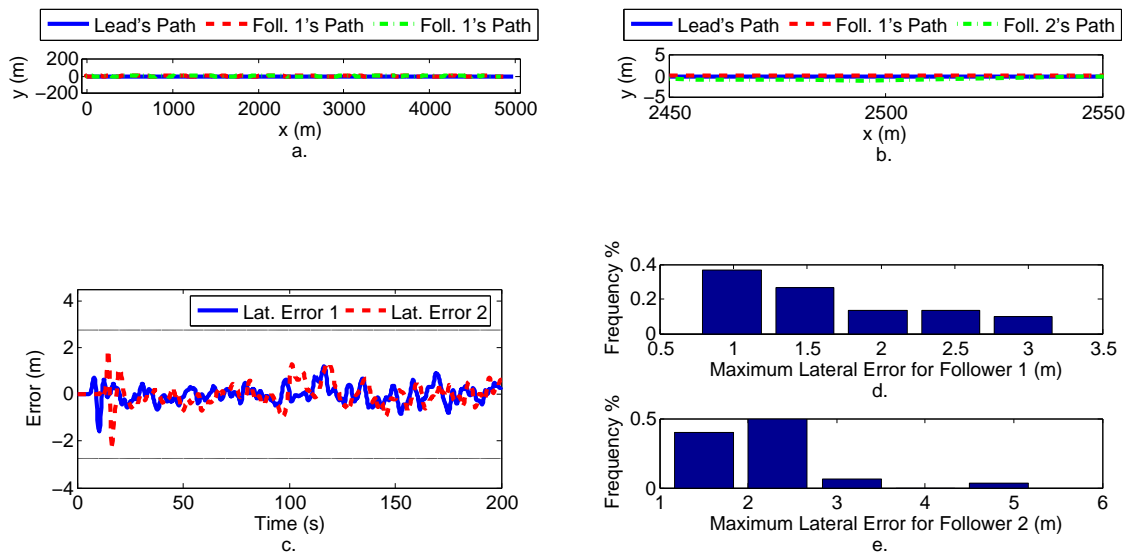 Lead's Path Foll. 1's Path Foll. 1's Path
200
0
−200
y (m)
0 1000 2000 3000 4000 5000
x (m)
a.
Lead's Path Foll. 1's Path Foll. 2's Path
5
0
−5
y (m)
2450 2500 2550
x (m)
b.
Lat. Error 1 Lat. Error 2
4
2
0
−2
−4
Error (m)
0 50 100 150 200
Time (s)
c.
0.4
0.2
0
Frequency %
0.5 1 1.5 2 2.5 3 3.5
Maximum Lateral Error for Follower 1 (m)
d.
0.5
0
Frequency %
1 2 3 4 5 6
Maximum Lateral Error for Follower 2 (m)
e.